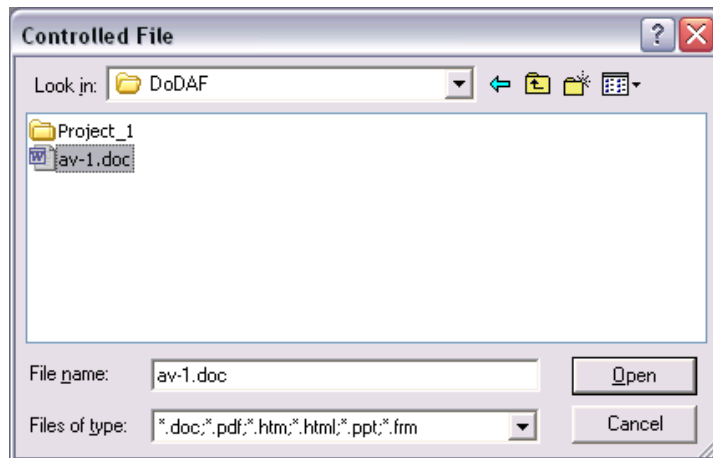 Controlled File
Look in: DoDAF
Project_1
av-1.doc
File name: av-1.doc Open
Files of type: *.doc;*.pdf;*.htm;*.html;*.ppt;*.frm Cancel